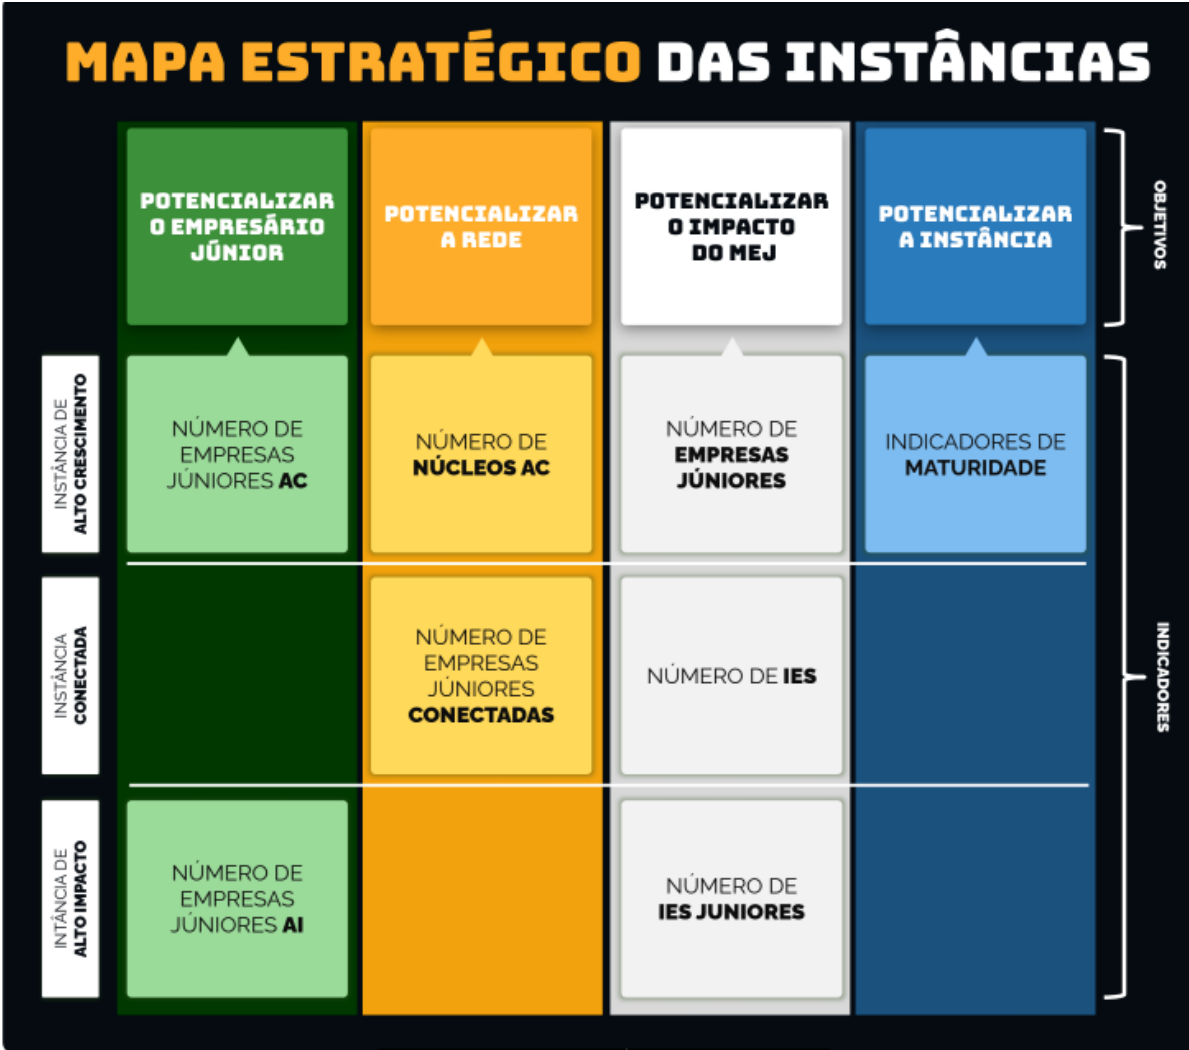 MAPA ESTRATÉGICO DAS INSTÂNCIAS
POTENCIALIZAR
O EMPRESÁRIO
JÚNIOR
POTENCIALIZAR
A REDE
POTENCIALIZAR
O IMPACTO
DO MEJ
POTENCIALIZAR
A INSTÂNCIA
OBJETIVOS
INSTÂNCIA DE
ALTO CRESCIMENTO
NÚMERO DE
EMPRESAS
JÚNIORES AC
NÚMERO DE
NÚCLEOS AC
NÚMERO DE
EMPRESAS
JÚNIORES
INDICADORES DE
MATURIDADE
INSTÂNCIA
CONECTADA
NÚMERO DE
EMPRESAS
JÚNIORES
CONECTADAS
NÚMERO DE IES
INDICADORES
INTÂNCIA DE
ALTO IMPACTO
NÚMERO DE
EMPRESAS
JÚNIORES AI
NÚMERO DE
IES JUNIORES